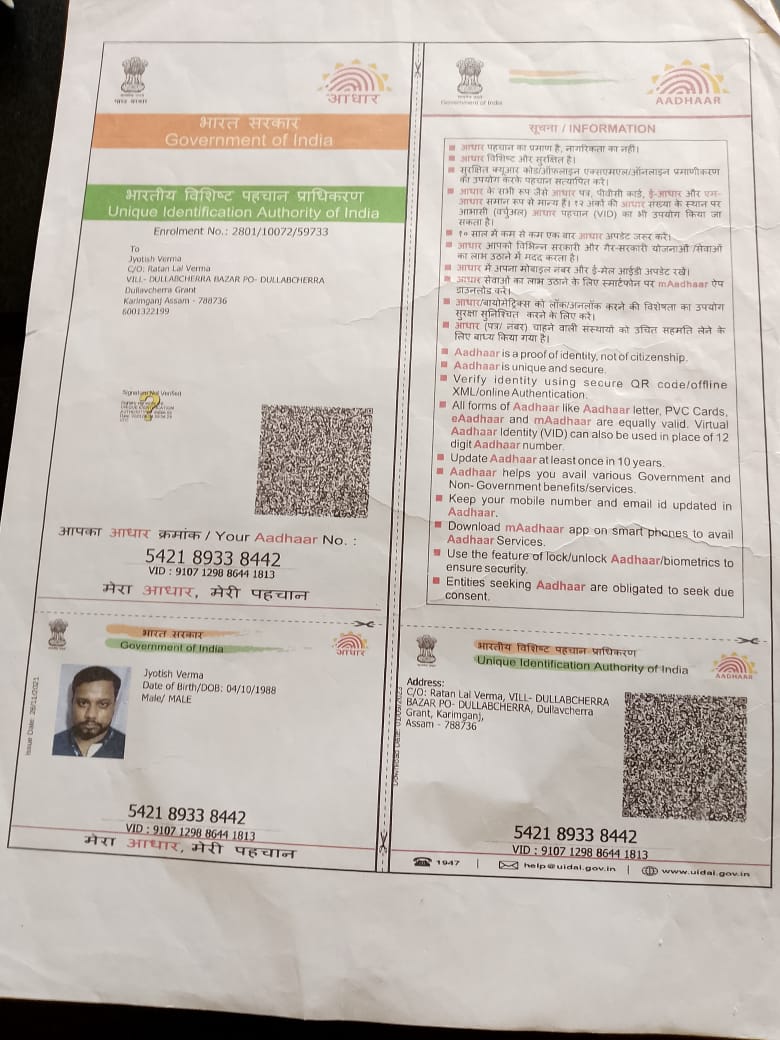 भारत सरकार
आधार
भारत सरकार
Government of India
भारतीय विशिष्ट पहचान प्राधिकरण
Unique Identification Authority of India
Enrolment No.: 2801/10072/59733
To
Jyotish Verma
C/O: Ratan Lal Verma
VILL- DULLABCHERRA BAZAR PO- DULLABCHERRA
Dullavcherra Grant
Karimganj Assam - 788736
6001322199
Signature Not Verified
आपका आधार क्रमांक / Your Aadhaar No. :
5421 8933 8442
VID : 9107 1298 8644 1813
मेरा आधार, मेरी पहचान
Government of India
AADHAAR
सूचना / INFORMATION
आधार पहचान का प्रमाण है, नागरिकता का नहीं।
आधार विशिष्ट और सुरक्षित है।
सुरक्षित क्यूआर कोड/ऑफलाइन एक्सएमएल/ऑनलाइन प्रमाणीकरण
का उपयोग करके पहचान सत्यापित करें।
आधार के सभी रूप जैसे आधार पत्र, पीवीसी कार्ड, ई-आधार और एम-
आधार समान रूप से मान्य हैं। १२ अंकों की आधार संख्या के स्थान पर
आभासी (वर्चुअल) आधार पहचान (VID) का भी उपयोग किया जा
सकता है।
१० साल में कम से कम एक बार आधार अपडेट जरूर करें।
आधार आपको विभिन्न सरकारी और गैर-सरकारी योजनाओं /सेवाओं
का लाभ उठाने में मदद करता है।
आधार में अपना मोबाइल नंबर और ई-मेल आईडी अपडेट रखें।
आधार सेवाओं का लाभ उठाने के लिए स्मार्टफोन पर mAadhaar ऐप
डाउनलोड करें।
आधार/बायोमेट्रिक्स को लॉक/अनलॉक करने की विशेषता का उपयोग
सुरक्षा सुनिश्चित करने के लिए करें।
आधार (पत्र/ नंबर) चाहने वाली संस्थायों को उचित सहमति लेने के
लिए बाध्य किया गया है।
Aadhaar is a proof of identity, not of citizenship.
Aadhaar is unique and secure.
Verify identity using secure QR code/offline
XML/online Authentication.
All forms of Aadhaar like Aadhaar letter, PVC Cards,
eAadhaar and mAadhaar are equally valid. Virtual
Aadhaar Identity (VID) can also be used in place of 12
digit Aadhaar number.
Update Aadhaar at least once in 10 years.
Aadhaar helps you avail various Government and
Non- Government benefits/services.
Keep your mobile number and email id updated in
Aadhaar.
Download mAadhaar app on smart phones to avail
Aadhaar Services.
Use the feature of lock/unlock Aadhaar/biometrics to
ensure security.
Entities seeking Aadhaar are obligated to seek due
consent.
भारत सरकार
Government of India
आधार
Issue Date: 28/11/2021
Jyotish Verma
Date of Birth/DOB: 04/10/1988
Male/ MALE
5421 8933 8442
VID : 9107 1298 8644 1813
मेरा आधार, मेरी पहचान
भारतीय विशिष्ट पहचान प्राधिकरण
Unique Identification Authority of India
AADHAAR
Address:
C/O: Ratan Lal Verma, VILL- DULLABCHERRA
BAZAR PO- DULLABCHERRA, Dullavcherra
Grant, Karimganj,
Assam - 788736
5421 8933 8442
VID : 9107 1298 8644 1813
1947 | help@uidai.gov.in | www.uidai.gov.in